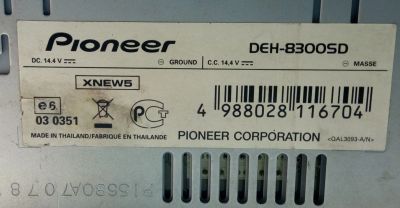 Pioneer DEH-8300SD
DC. 14.4 V ⎓ ⊖ GROUND C.C. 14,4 V ⎓ ⊖ MASSE
XNEW5
e6
03 0351
4 988028 116704
MADE IN THAILAND/FABRIQUÉ EN THAÏLANDE PIONEER CORPORATION <QAL3093-A/N>